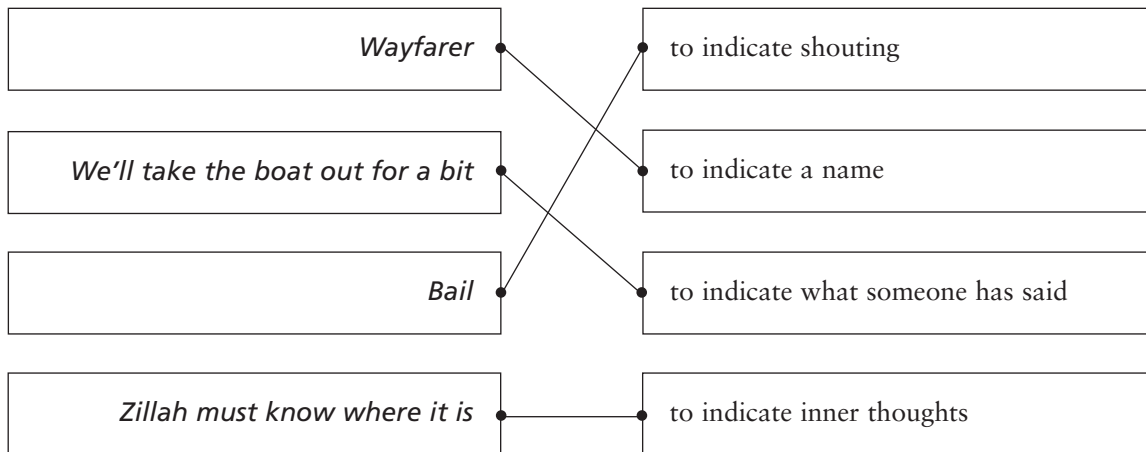 Wayfarer
to indicate shouting
We’ll take the boat out for a bit
to indicate a name
Bail
to indicate what someone has said
Zillah must know where it is
to indicate inner thoughts